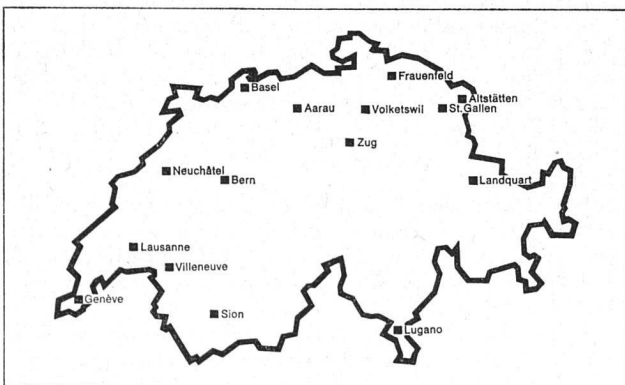 Frauenfeld
Basel
Altstätten
Aarau
Volketswil
St.Gallen
Zug
Neuchâtel
Bern
Landquart
Lausanne
Villeneuve
Genève
Sion
Lugano